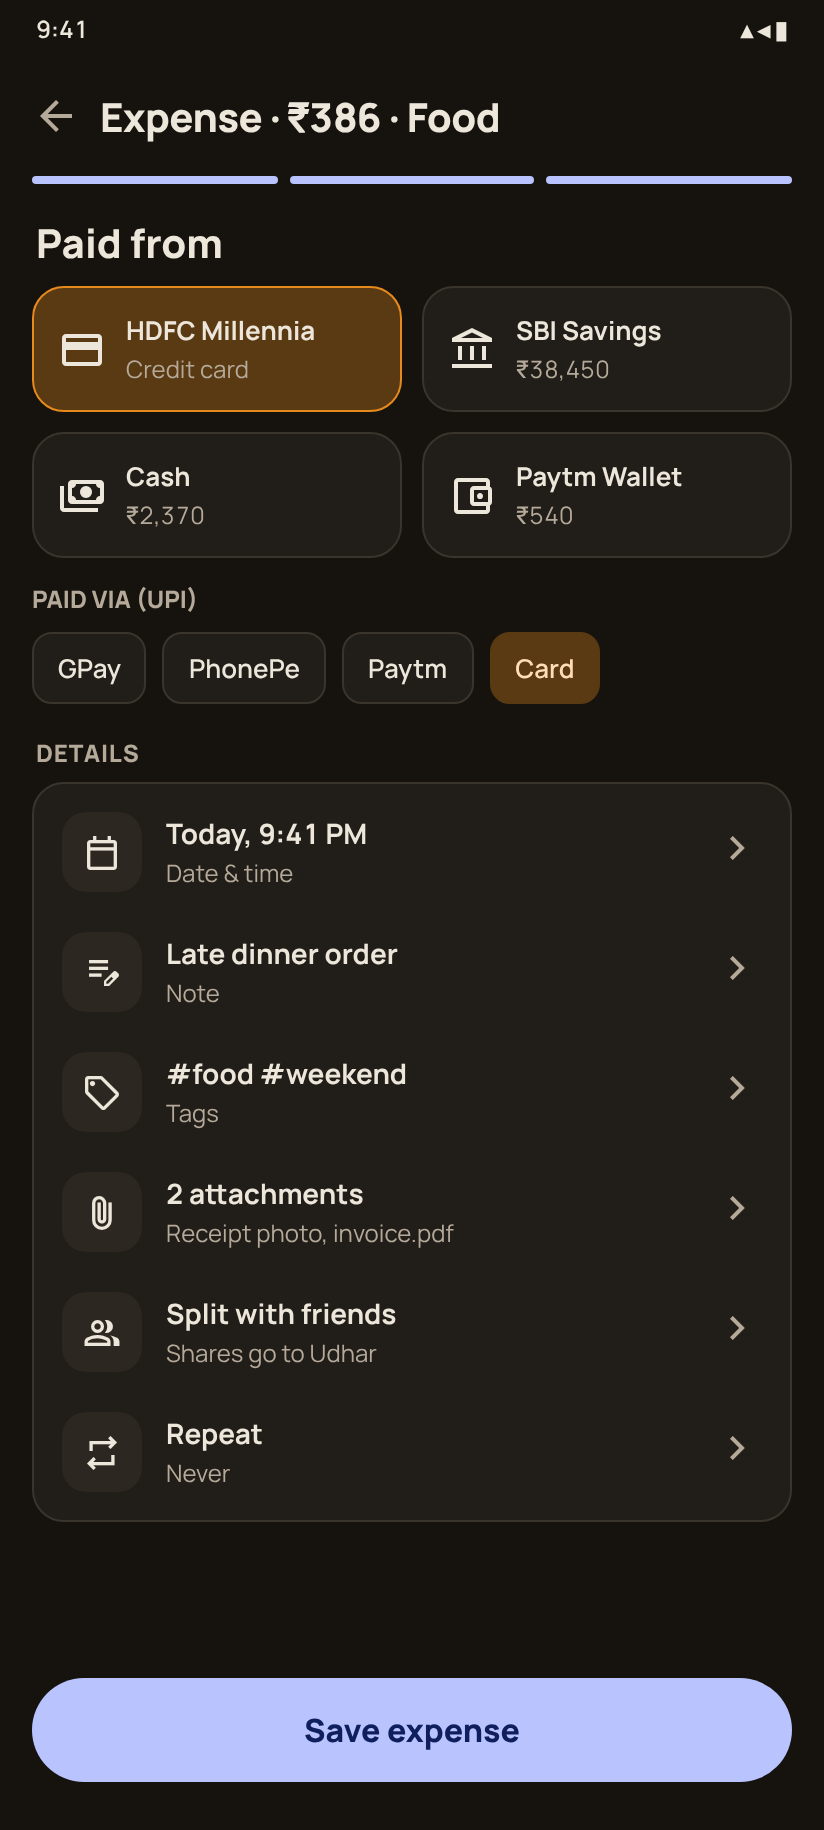 9:41
Expense · ₹386 · Food
Paid from
HDFC Millennia
Credit card
SBI Savings
₹38,450
Cash
₹2,370
Paytm Wallet
₹540
PAID VIA (UPI)
GPay
PhonePe
Paytm
Card
DETAILS
Today, 9:41 PM
Date & time
Late dinner order
Note
#food #weekend
Tags
2 attachments
Receipt photo, invoice.pdf
Split with friends
Shares go to Udhar
Repeat
Never
Save expense